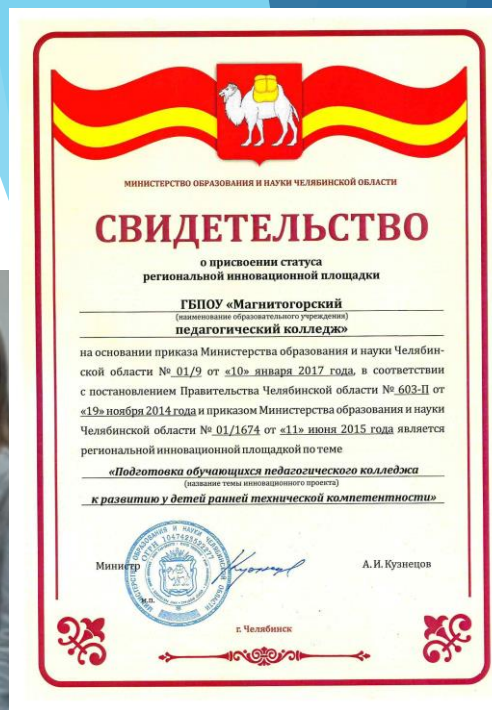 МИНИСТЕРСТВО ОБРАЗОВАНИЯ И НАУКИ ЧЕЛЯБИНСКОЙ ОБЛАСТИ
СВИДЕТЕЛЬСТВО
о присвоении статуса
региональной инновационной площадки
ГБПОУ «Магнитогорский
(наименование образовательного учреждения)
педагогический колледж»
на основании приказа Министерства образования и науки Челябин-
ской области № 01/9 от «10» января 2017 года, в соответствии
с постановлением Правительства Челябинской области № 603-П от
«19» ноября 2014 года и приказом Министерства образования и науки
Челябинской области № 01/1674 от «11» июня 2015 года является
региональной инновационной площадкой по теме
«Подготовка обучающихся педагогического колледжа
(название темы инновационного проекта)
к развитию у детей ранней технической компетентности»
Министр А. И. Кузнецов
м.п.
г. Челябинск